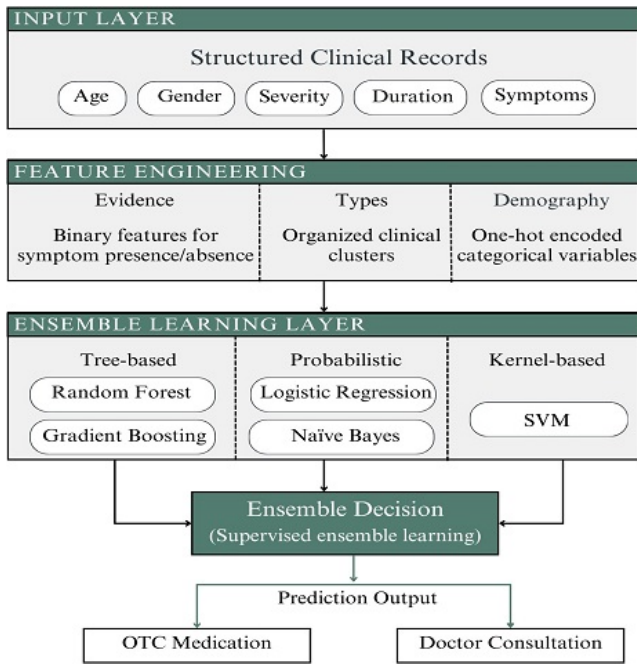 INPUT LAYER
Structured Clinical Records
Age Gender Severity Duration Symptoms
FEATURE ENGINEERING
Evidence
Binary features for
symptom presence/absence
Types
Organized clinical
clusters
Demography
One-hot encoded
categorical variables
ENSEMBLE LEARNING LAYER
Tree-based
Random Forest
Gradient Boosting
Probabilistic
Logistic Regression
Naïve Bayes
Kernel-based
SVM
Ensemble Decision
(Supervised ensemble learning)
Prediction Output
OTC Medication
Doctor Consultation